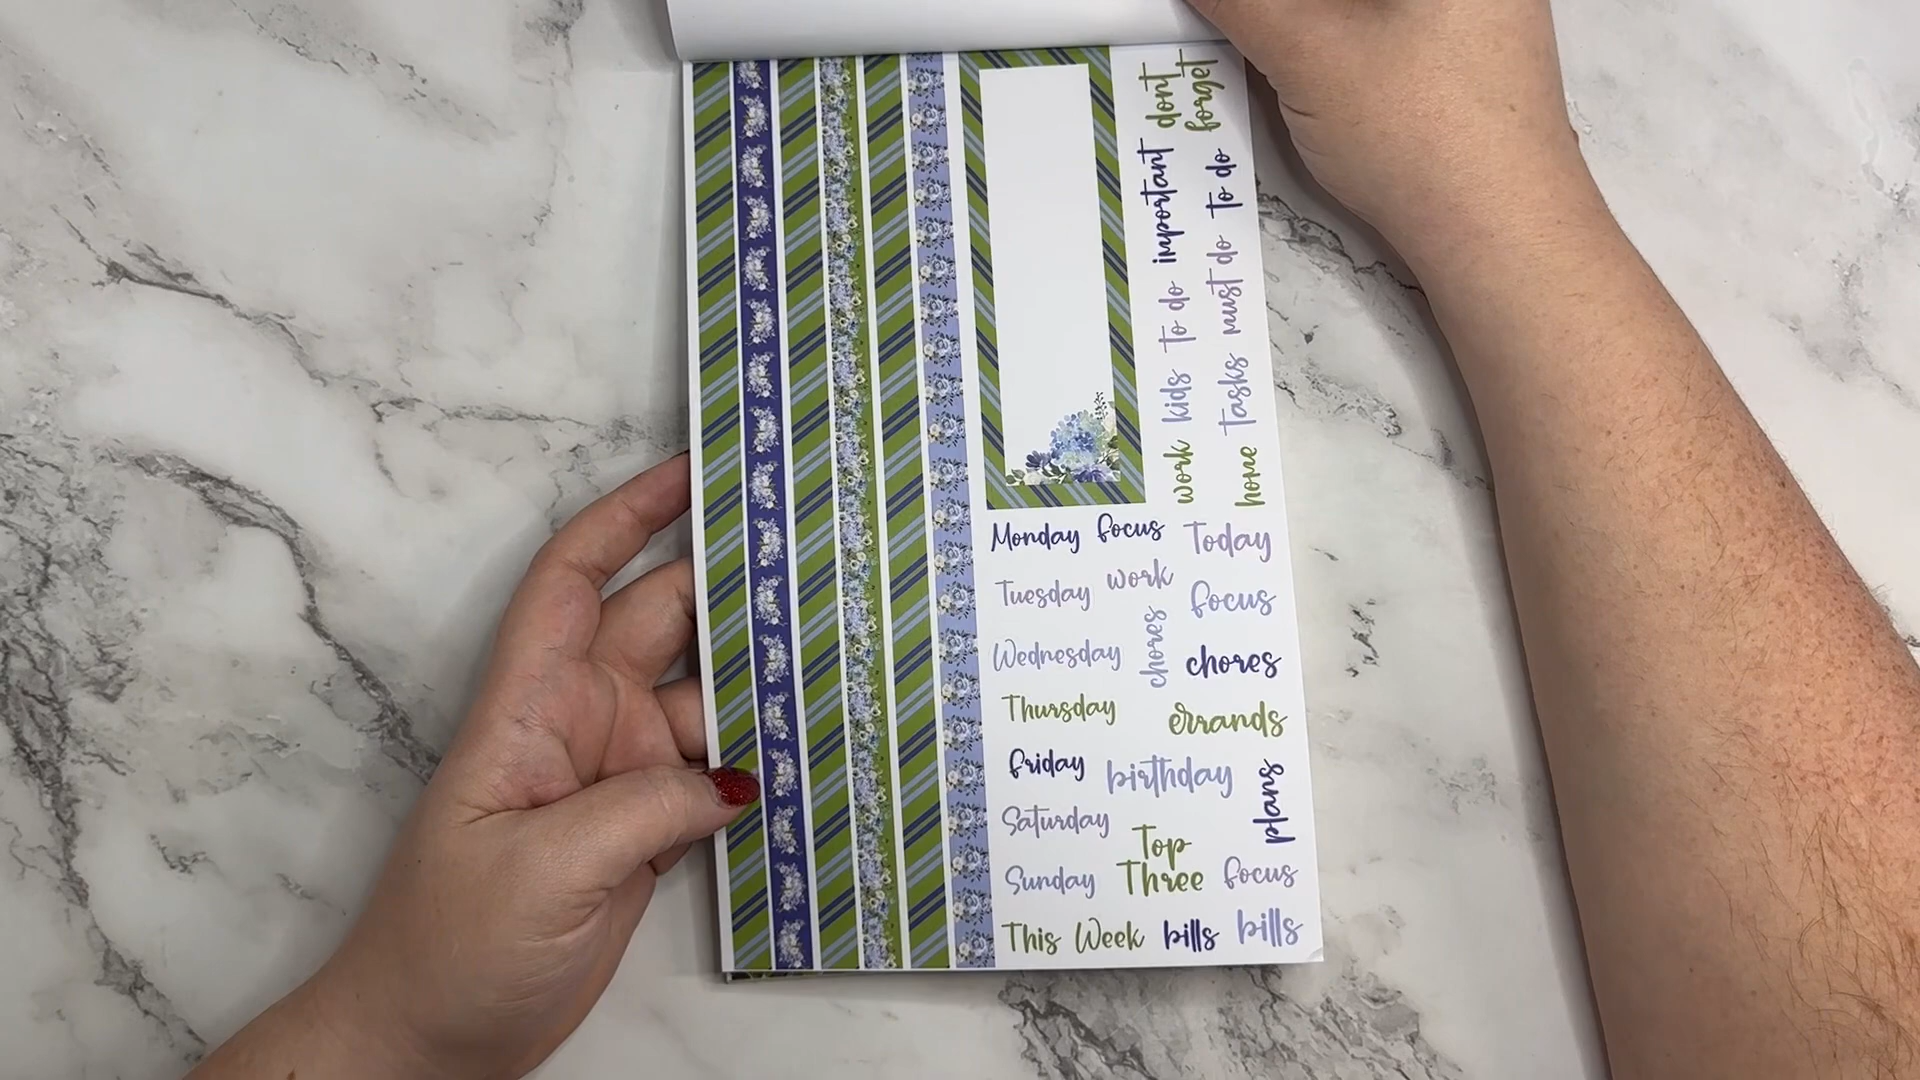 dont
forget
important
to do
to do
must do
kids
Tasks
work
home
Monday focus Today
Tuesday work focus
Wednesday chores chores
Thursday errands
friday birthday plans
Saturday Top
Three
Sunday focus
This Week bills bills